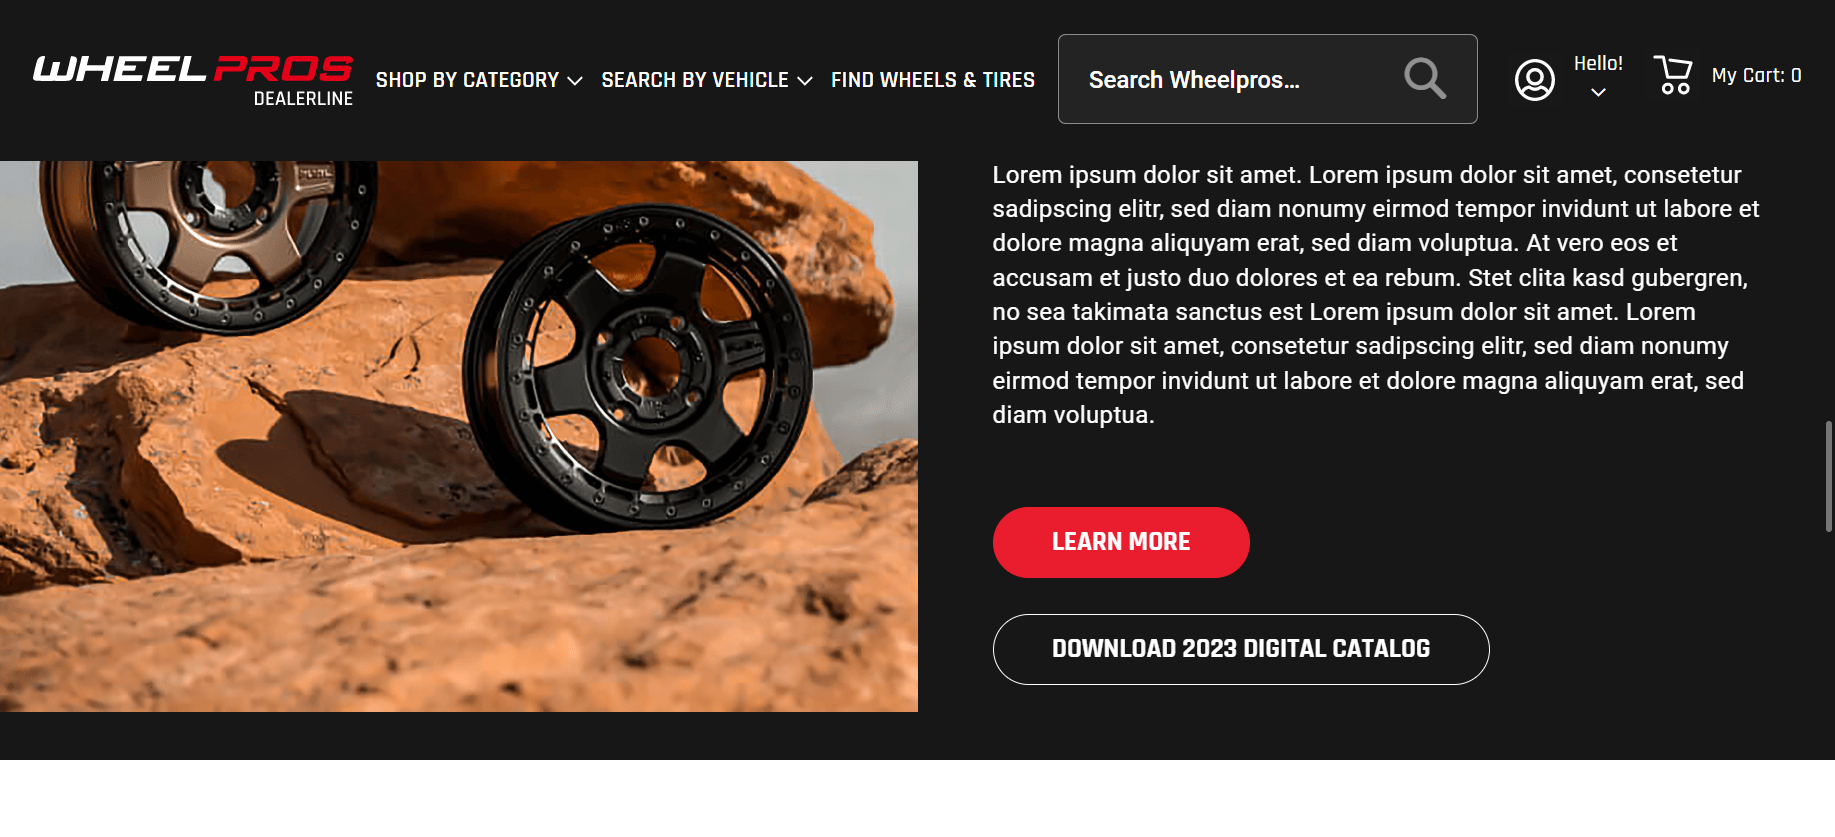 WHEEL PROS
DEALERLINE
SHOP BY CATEGORY
SEARCH BY VEHICLE
FIND WHEELS & TIRES
Search Wheelpros...
Hello!
My Cart: 0
Lorem ipsum dolor sit amet. Lorem ipsum dolor sit amet, consetetur
sadipscing elitr, sed diam nonumy eirmod tempor invidunt ut labore et
dolore magna aliquyam erat, sed diam voluptua. At vero eos et
accusam et justo duo dolores et ea rebum. Stet clita kasd gubergren,
no sea takimata sanctus est Lorem ipsum dolor sit amet. Lorem
ipsum dolor sit amet, consetetur sadipscing elitr, sed diam nonumy
eirmod tempor invidunt ut labore et dolore magna aliquyam erat, sed
diam voluptua.
LEARN MORE
DOWNLOAD 2023 DIGITAL CATALOG